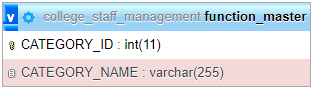 v college_staff_management function_master
CATEGORY_ID : int(11)
CATEGORY_NAME : varchar(255)